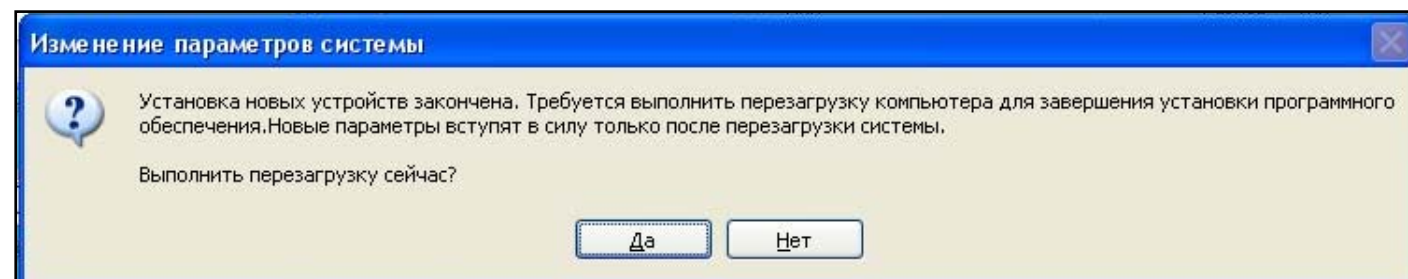 Изменение параметров системы
Установка новых устройств закончена. Требуется выполнить перезагрузку компьютера для завершения установки программного
обеспечения.Новые параметры вступят в силу только после перезагрузки системы.
Выполнить перезагрузку сейчас?
Да
Нет